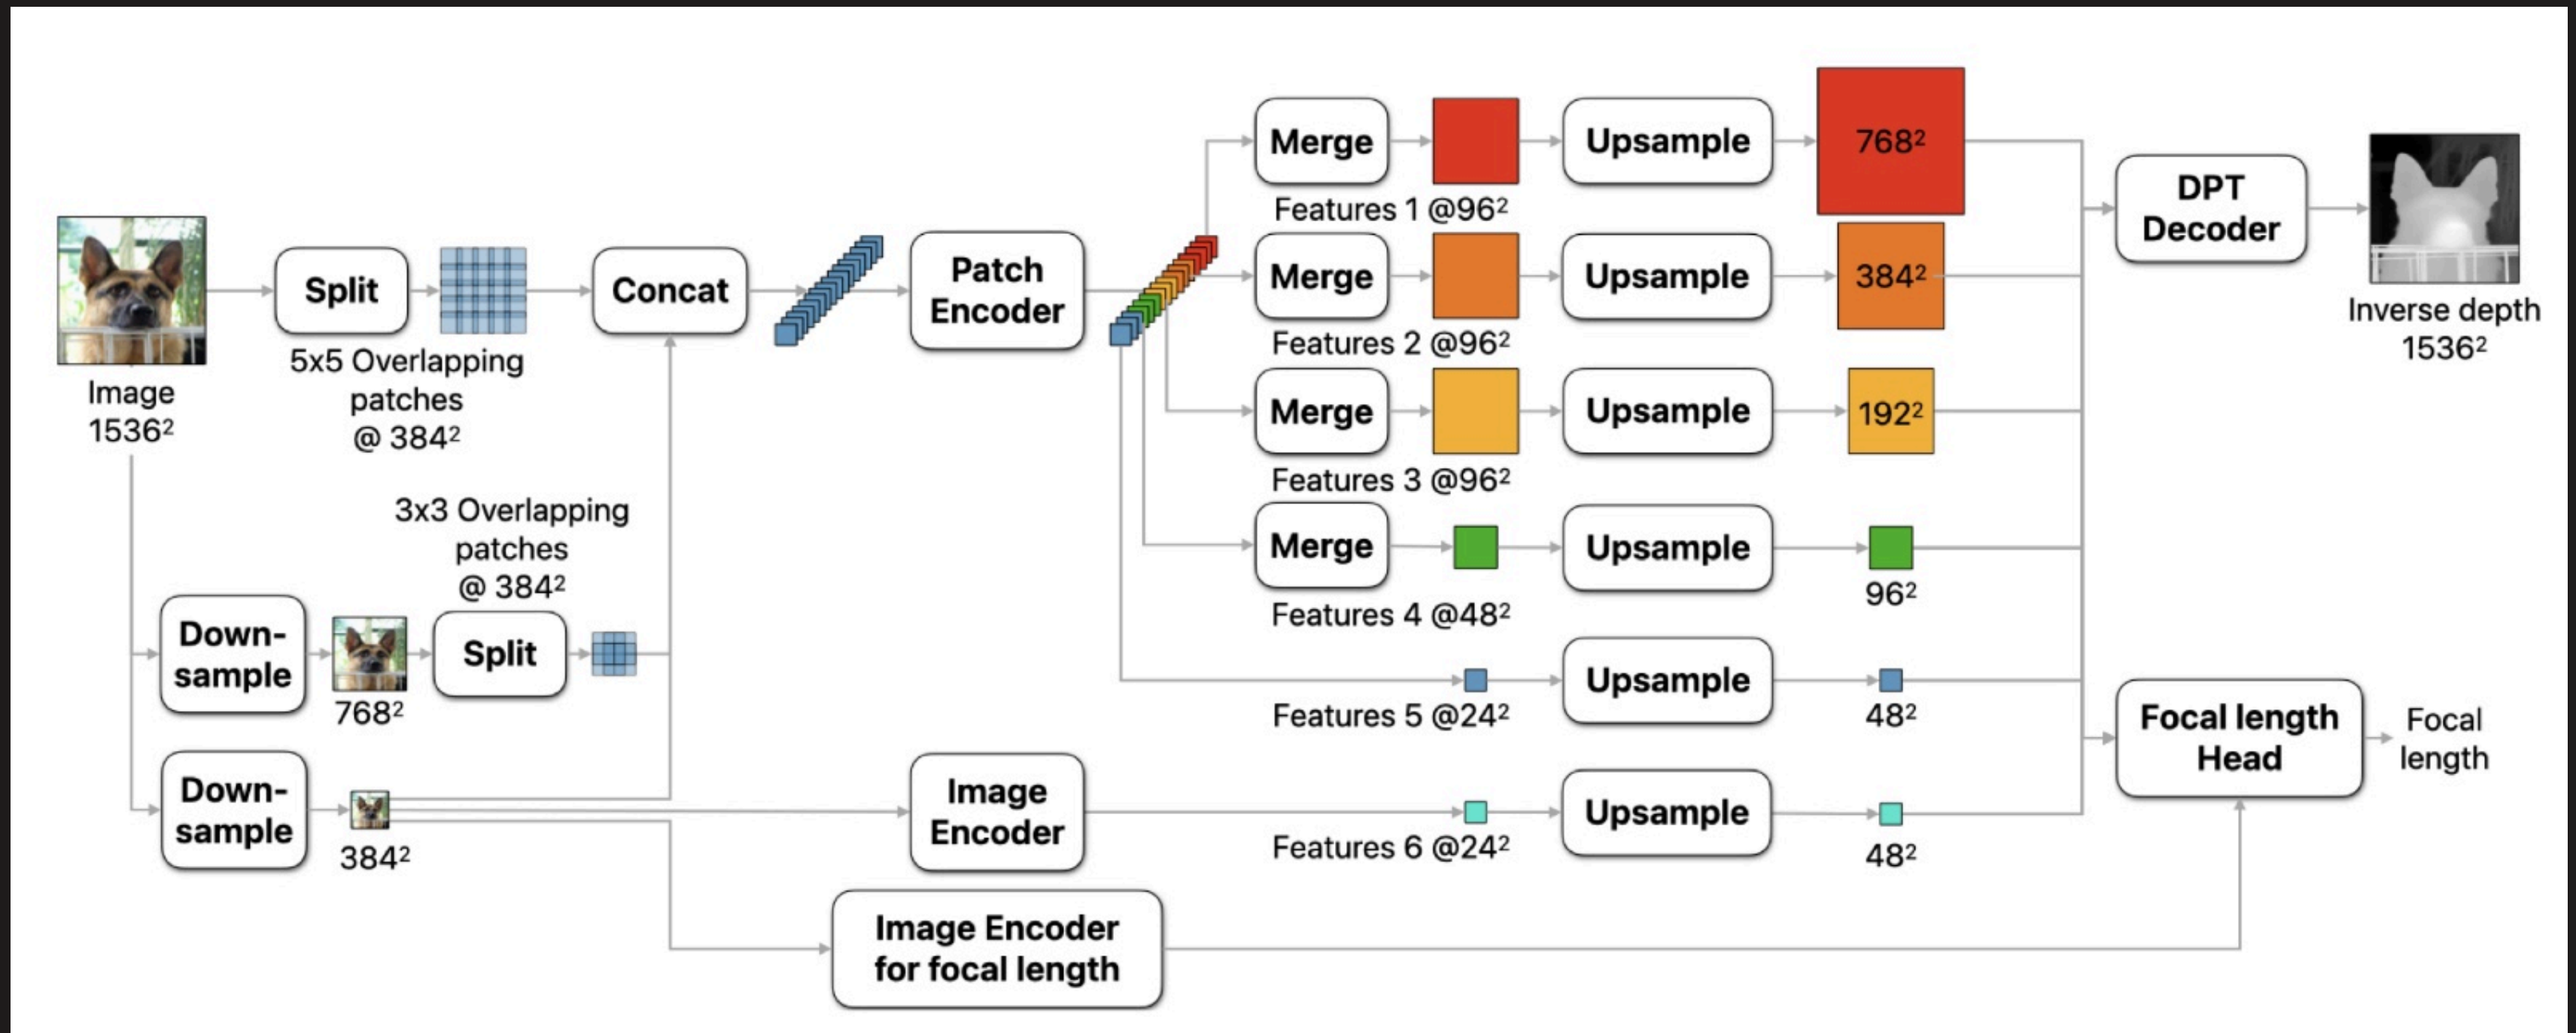 Image
1536²
Split
5x5 Overlapping
patches
@ 384²
Concat
Down-
sample
768²
3x3 Overlapping
patches
@ 384²
Split
Down-
sample
384²
Patch
Encoder
Image
Encoder
Image Encoder
for focal length
Merge
Features 1 @96²
Upsample
768²
Merge
Features 2 @96²
Upsample
384²
Merge
Features 3 @96²
Upsample
192²
Merge
Features 4 @48²
Upsample
96²
Features 5 @24²
Upsample
48²
Features 6 @24²
Upsample
48²
DPT
Decoder
Inverse depth
1536²
Focal length
Head
Focal
length